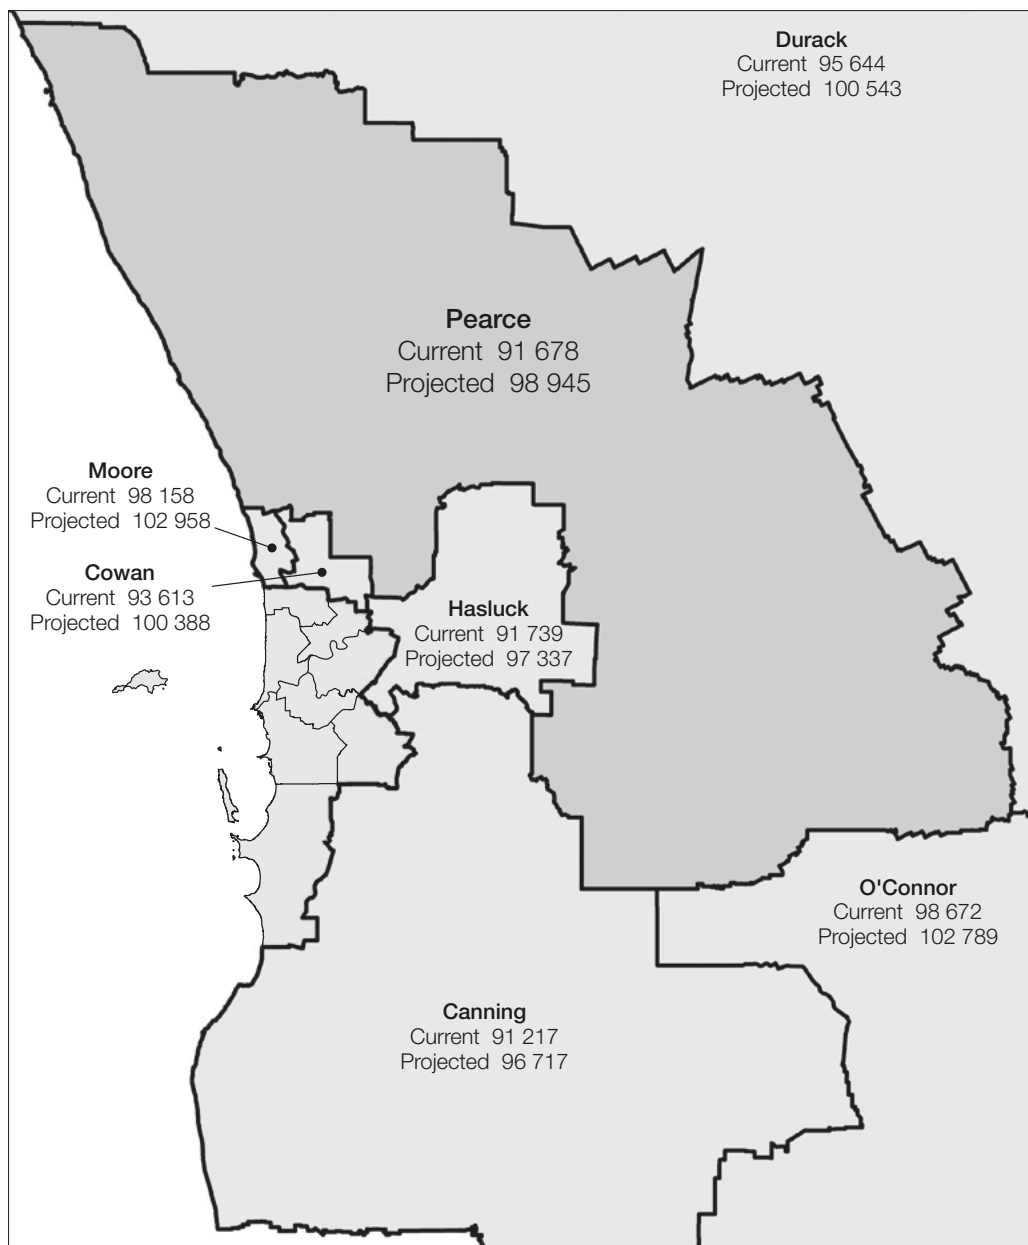 Durack
Current 95 644
Projected 100 543
Pearce
Current 91 678
Projected 98 945
Moore
Current 98 158
Projected 102 958
Cowan
Current 93 613
Projected 100 388
Hasluck
Current 91 739
Projected 97 337
O'Connor
Current 98 672
Projected 102 789
Canning
Current 91 217
Projected 96 717